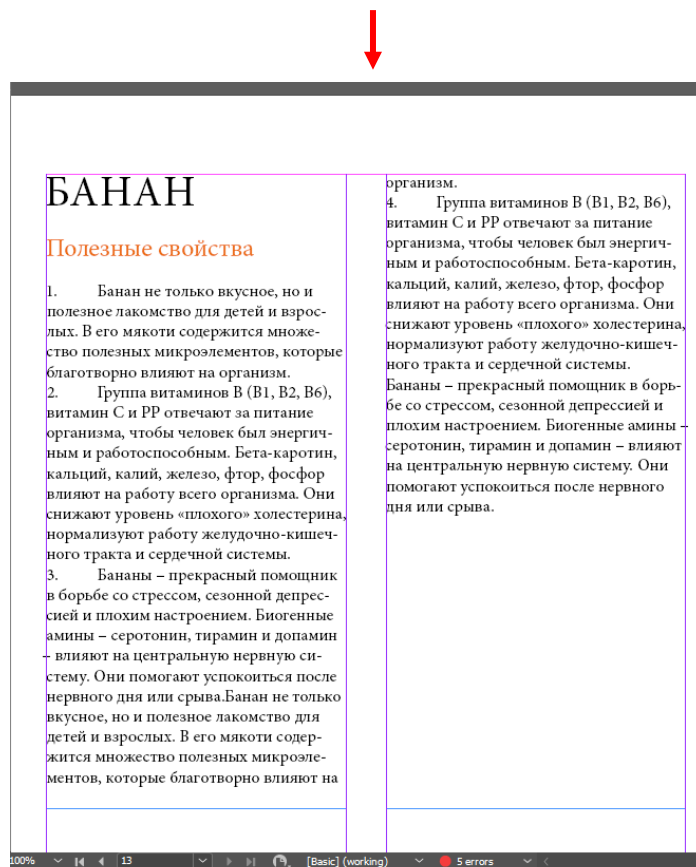 БАНАН
Полезные свойства
1. Банан не только вкусное, но и
полезное лакомство для детей и взрос-
лых. В его мякоти содержится множе-
ство полезных микроэлементов, которые
благотворно влияют на организм.
2. Группа витаминов В (В1, В2, В6),
витамин С и РР отвечают за питание
организма, чтобы человек был энергич-
ным и работоспособным. Бета-каротин,
кальций, калий, железо, фтор, фосфор
влияют на работу всего организма. Они
снижают уровень «плохого» холестерина,
нормализуют работу желудочно-кишеч-
ного тракта и сердечной системы.
3. Бананы – прекрасный помощник
в борьбе со стрессом, сезонной депрес-
сией и плохим настроением. Биогенные
амины – серотонин, тирамин и допамин
– влияют на центральную нервную си-
стему. Они помогают успокоиться после
нервного дня или срыва.Банан не только
вкусное, но и полезное лакомство для
детей и взрослых. В его мякоти содер-
жится множество полезных микроэле-
ментов, которые благотворно влияют на
организм.
4. Группа витаминов В (В1, В2, В6),
витамин С и РР отвечают за питание
организма, чтобы человек был энергич-
ным и работоспособным. Бета-каротин,
кальций, калий, железо, фтор, фосфор
влияют на работу всего организма. Они
снижают уровень «плохого» холестерина,
нормализуют работу желудочно-кишеч-
ного тракта и сердечной системы.
Бананы – прекрасный помощник в борь-
бе со стрессом, сезонной депрессией и
плохим настроением. Биогенные амины –
серотонин, тирамин и допамин – влияют
на центральную нервную систему. Они
помогают успокоиться после нервного
дня или срыва.
100% 13 [Basic] (working) 5 errors